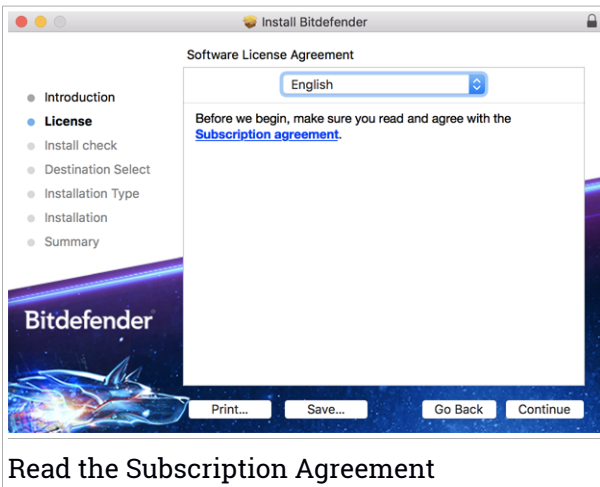 Install Bitdefender
Software License Agreement
English
Introduction
License
Install check
Destination Select
Installation Type
Installation
Summary
Before we begin, make sure you read and agree with the
Subscription agreement.
Bitdefender
Print...
Save...
Go Back
Continue
Read the Subscription Agreement